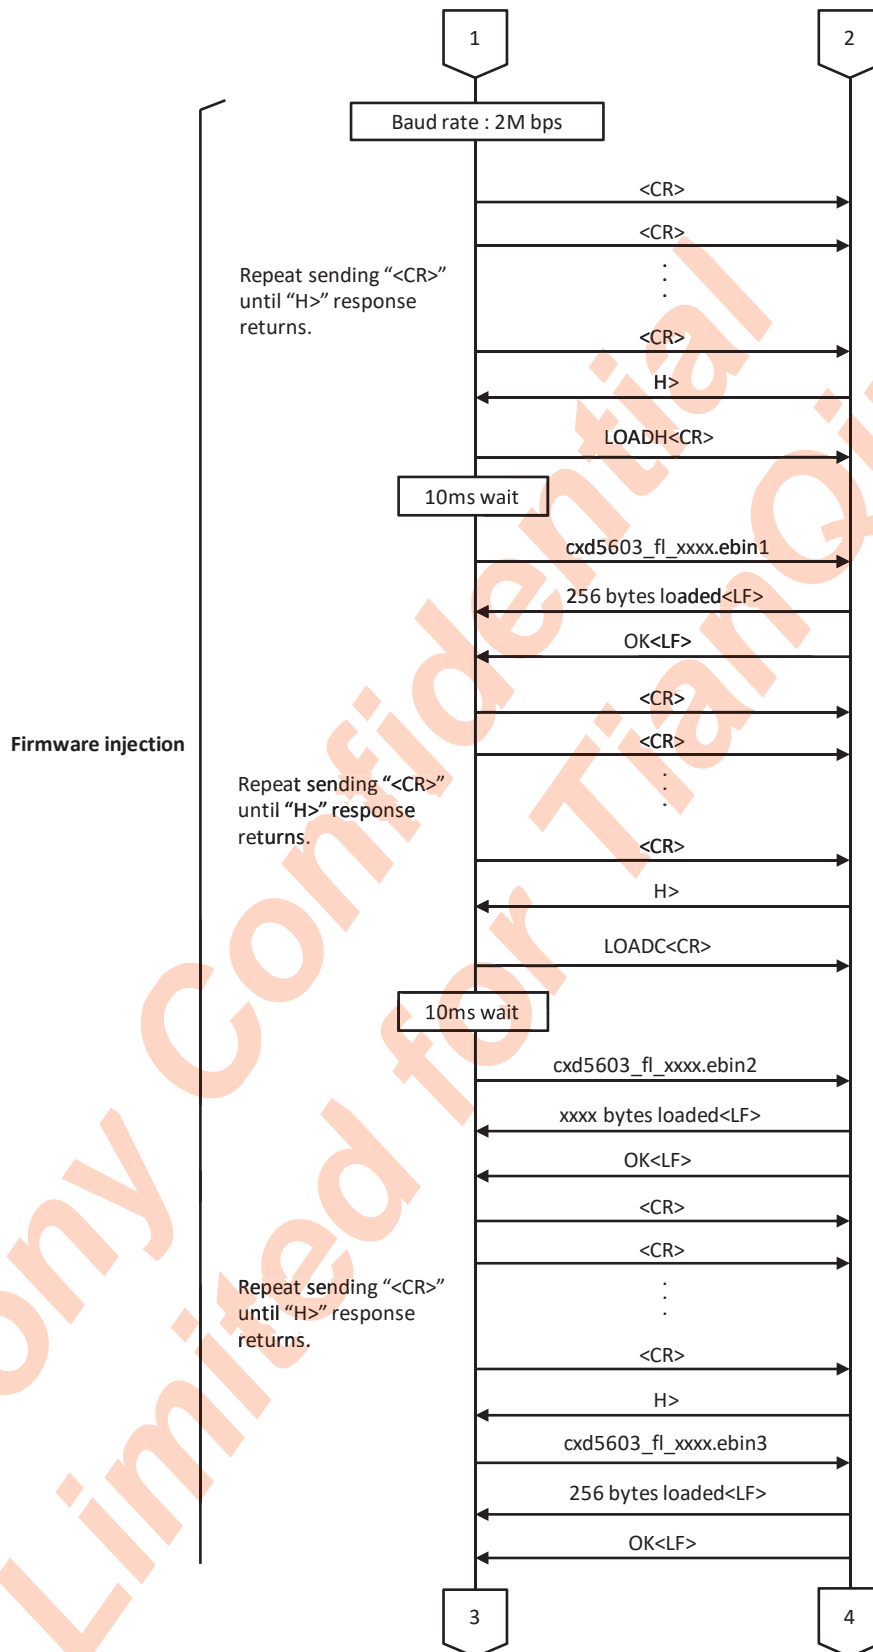 1
2
Baud rate : 2M bps
<CR>
<CR>
.
.
.
Repeat sending “<CR>”
until “H>” response
returns.
<CR>
H>
LOADH<CR>
10ms wait
cxd5603_fl_xxxx.ebin1
256 bytes loaded<LF>
OK<LF>
<CR>
<CR>
.
.
.
Firmware injection
Repeat sending “<CR>”
until “H>” response
returns.
<CR>
H>
LOADC<CR>
10ms wait
cxd5603_fl_xxxx.ebin2
xxxx bytes loaded<LF>
OK<LF>
<CR>
<CR>
.
.
.
Repeat sending “<CR>”
until “H>” response
returns.
<CR>
H>
cxd5603_fl_xxxx.ebin3
256 bytes loaded<LF>
OK<LF>
3
4
Confidential
Limited for